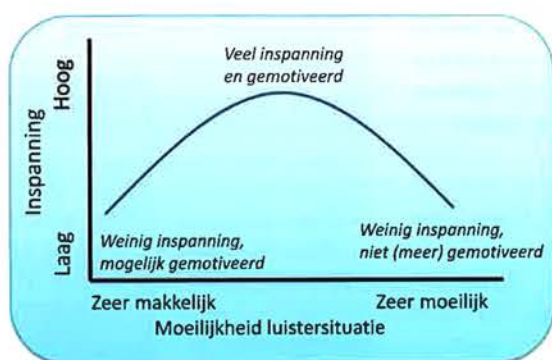 Veel inspanning
en gemotiveerd
Hoog
Inspanning
Laag
Weinig inspanning,
mogelijk gemotiveerd
Weinig inspanning,
niet (meer) gemotiveerd
Zeer makkelijk
Zeer moeilijk
Moeilijkheid luistersituatie